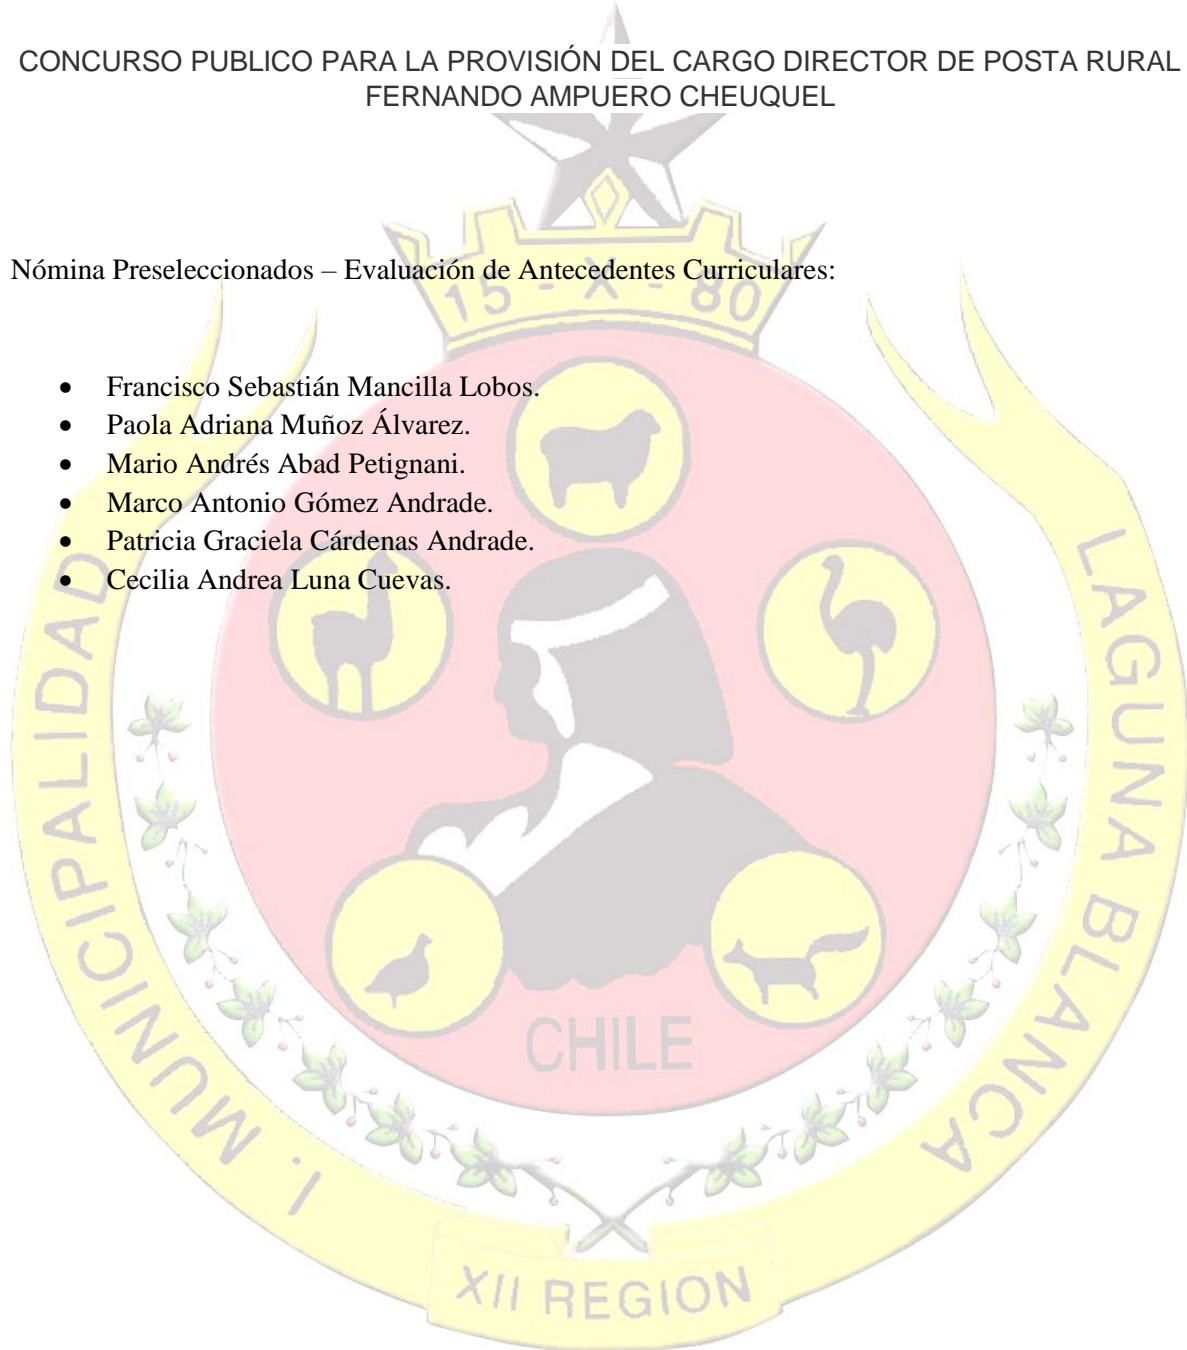 CONCURSO PUBLICO PARA LA PROVISIÓN DEL CARGO DIRECTOR DE POSTA RURAL
FERNANDO AMPUERO CHEUQUEL
Nómina Preseleccionados – Evaluación de Antecedentes Curriculares:
15 - X - 80
• Francisco Sebastián Mancilla Lobos.
• Paola Adriana Muñoz Álvarez.
• Mario Andrés Abad Petignani.
• Marco Antonio Gómez Andrade.
• Patricia Graciela Cárdenas Andrade.
• Cecilia Andrea Luna Cuevas.
I. MUNICIPALIDAD
LAGUNA BLANCA
CHILE
XII REGION